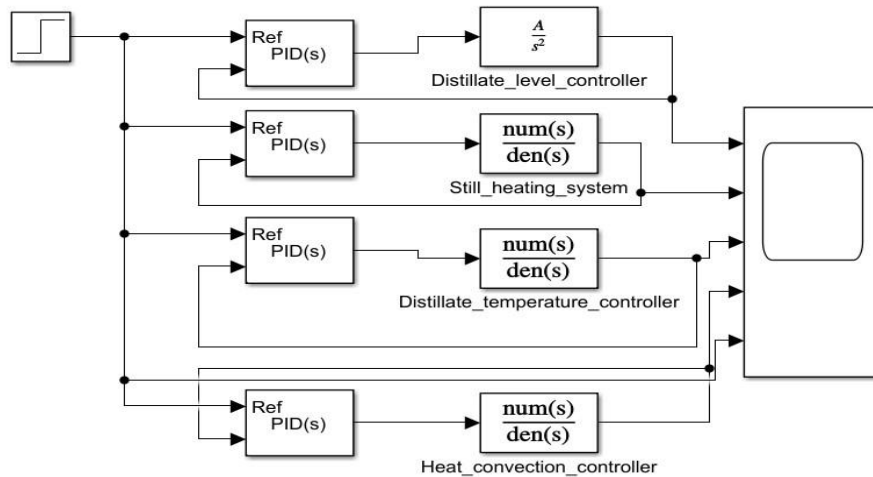 Ref
PID(s)
A
s²
Distillate_level_controller
Ref
PID(s)
num(s)
den(s)
Still_heating_system
Ref
PID(s)
num(s)
den(s)
Distillate_temperature_controller
Ref
PID(s)
num(s)
den(s)
Heat_convection_controller